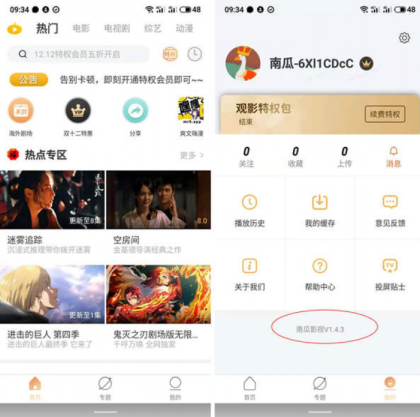 09:34
48
热门
电影
电视剧
综艺
动漫
12.12特权会员五折开启
公告
告别卡顿，即刻开通特权会员即可~~
海外剧场
双十二特惠
分享
爽文嗨漫
热点专区
更多 >
更新至8集
8.0
迷雾追踪
沉浸式推理带你拨开迷雾
空房间
金基德导演经典之作
更新至1集
进击的巨人 第四季
进击的巨人最终季 它来了
鬼灭之刃剧场版无限...
千呼万唤 全网独家
首页
专题
我的
09:34
48
南瓜-6Xl1CDcC
观影特权包
结束
续费特权
0
关注
0
收藏
0
上传
消息
播放历史
我的缓存
意见反馈
关于我们
帮助中心
投屏贴士
南瓜影视V1.4.3
首页
专题
我的